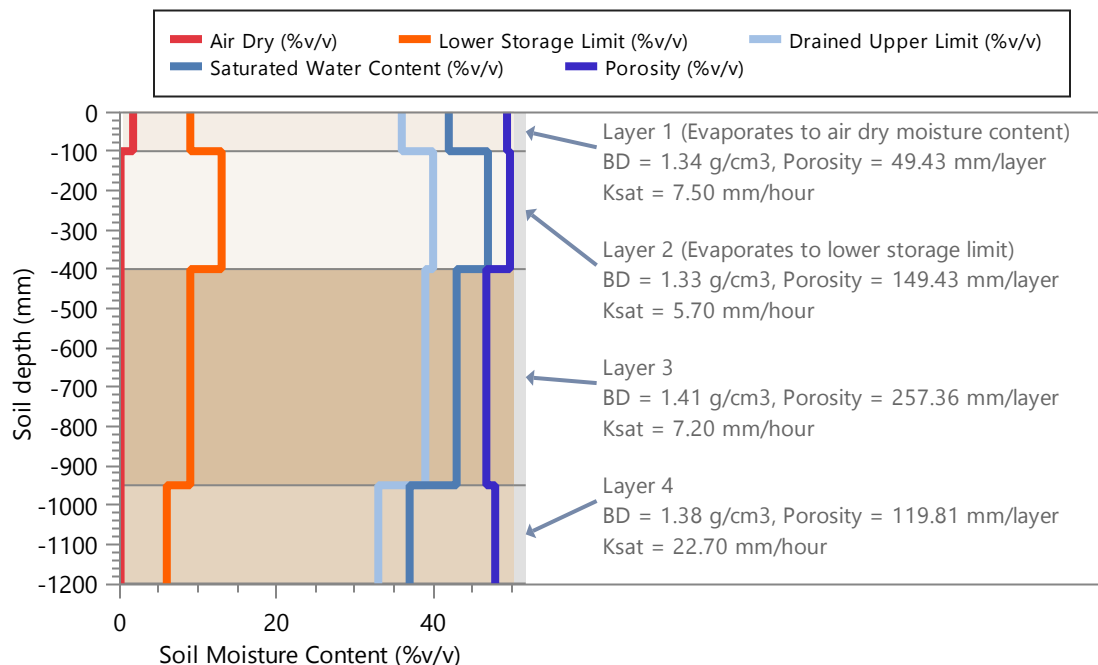 Air Dry (%v/v) Lower Storage Limit (%v/v) Drained Upper Limit (%v/v)
Saturated Water Content (%v/v) Porosity (%v/v)
0
-100
-200
-300
-400
-500
-600
-700
-800
-900
-1000
-1100
-1200
Soil depth (mm)
0 20 40
Soil Moisture Content (%v/v)
Layer 1 (Evaporates to air dry moisture content)
BD = 1.34 g/cm3, Porosity = 49.43 mm/layer
Ksat = 7.50 mm/hour
Layer 2 (Evaporates to lower storage limit)
BD = 1.33 g/cm3, Porosity = 149.43 mm/layer
Ksat = 5.70 mm/hour
Layer 3
BD = 1.41 g/cm3, Porosity = 257.36 mm/layer
Ksat = 7.20 mm/hour
Layer 4
BD = 1.38 g/cm3, Porosity = 119.81 mm/layer
Ksat = 22.70 mm/hour